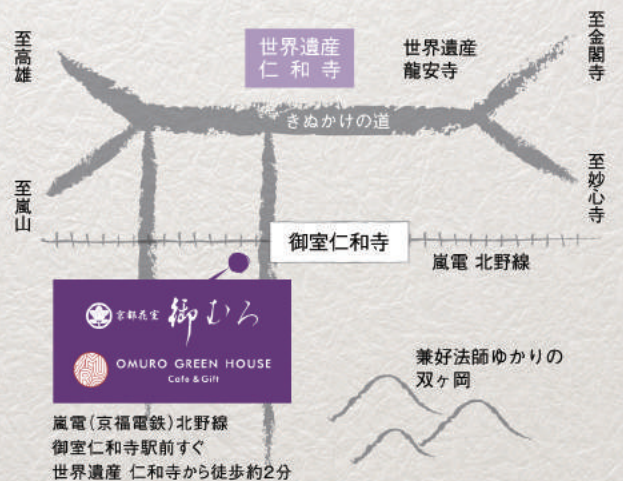 至高雄
世界遺産
仁和寺
世界遺産
龍安寺
至金閣寺
きぬかけの道
至嵐山
至妙心寺
御室仁和寺
嵐電 北野線
京都花室 御むろ
OMURO GREEN HOUSE
Cafe & Gift
兼好法師ゆかりの
双ヶ岡
嵐電(京福電鉄)北野線
御室仁和寺駅前すぐ
世界遺産 仁和寺から徒歩約2分